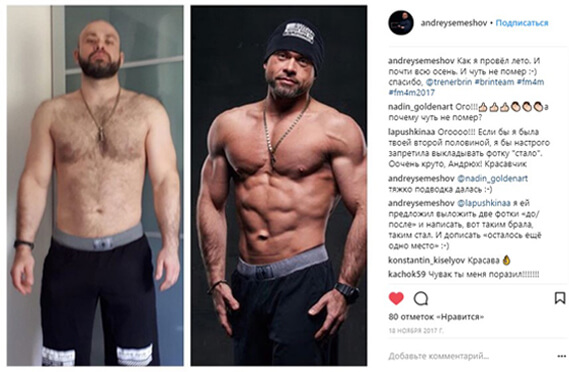 andreysemeshov • Подписаться
andreysemeshov Как я провёл лето. И
почти всю осень. И чуть не помер :-)
спасибо, @trenerbrin #brinteam #fm4m
#fm4m2017
nadin_goldenart Ого!!!👍👍👍👏👏👏а
почему чуть не помер?
lapushkinaa Огоооо!!! Если бы я была
твоей второй половиной, я бы настрого
запретила выкладывать фотку "стало".
Оочень круто, Андрюх! Красавчик
andreysemeshov @nadin_goldenart
тяжко подводка далась :-)
andreysemeshov @lapushkinaa я ей
предложил выложить две фотки «до/
после» и написать, вот таким брала,
таким стал. И дописать «осталось ещё
одно место» :-)
konstantin_kiselyov Красава
kachok59 Чувак ты меня поразил!!!!!!!
80 отметок «Нравится»
18 НОЯБРЯ 2017 Г.
Добавьте комментарий...